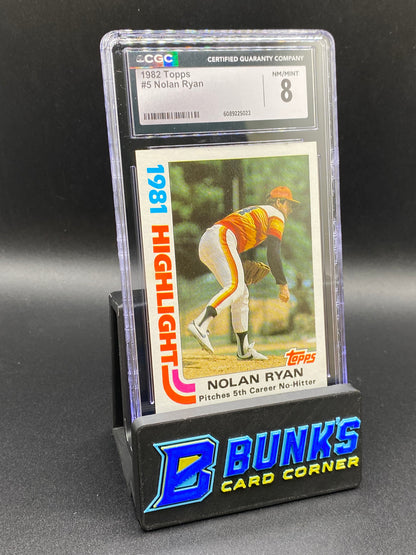 CGC CERTIFIED GUARANTY COMPANY
1982 Topps
#5 Nolan Ryan
NM/MINT
8
6089225023
1981 HIGHLIGHT
Topps
NOLAN RYAN
Pitches 5th Career No-Hitter
B BUNK'S
CARD CORNER